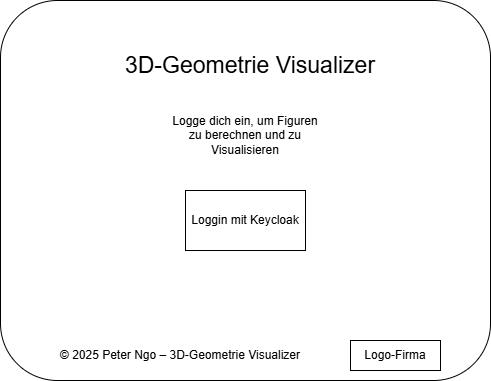 3D-Geometrie Visualizer
Logge dich ein, um Figuren
zu berechnen und zu
Visualisieren
Loggin mit Keycloak
© 2025 Peter Ngo – 3D-Geometrie Visualizer
Logo-Firma